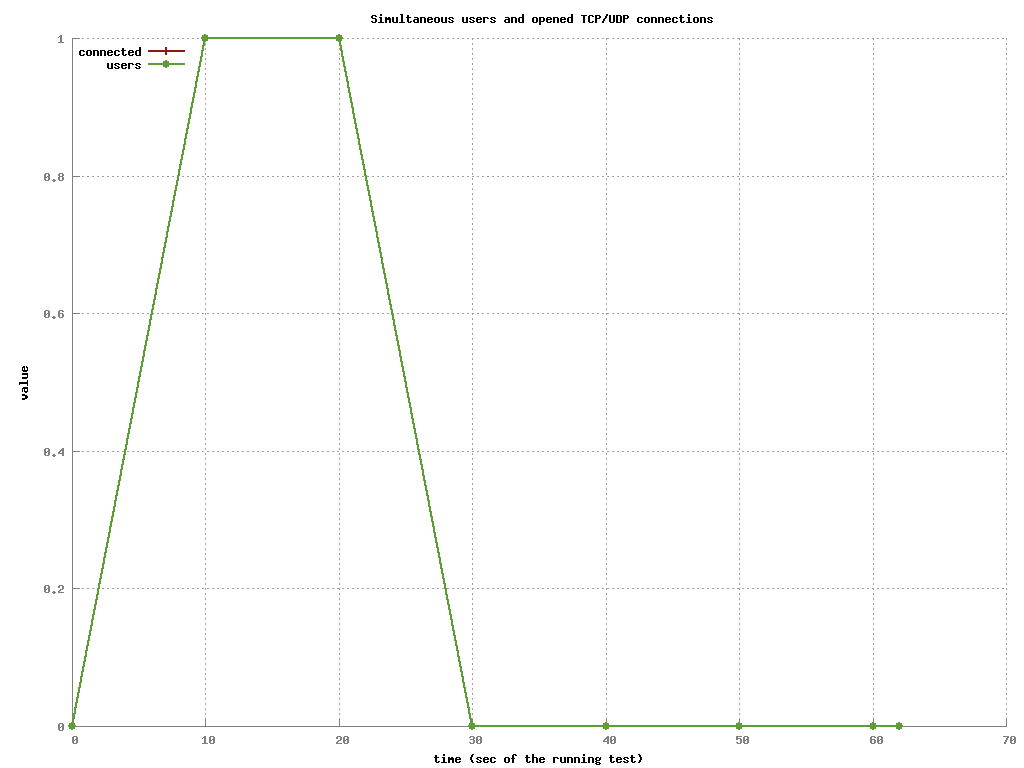 Simultaneous users and opened TCP/UDP connections
1
connected
users
0.8
0.6
value
0.4
0.2
0
0 10 20 30 40 50 60 70
time (sec of the running test)